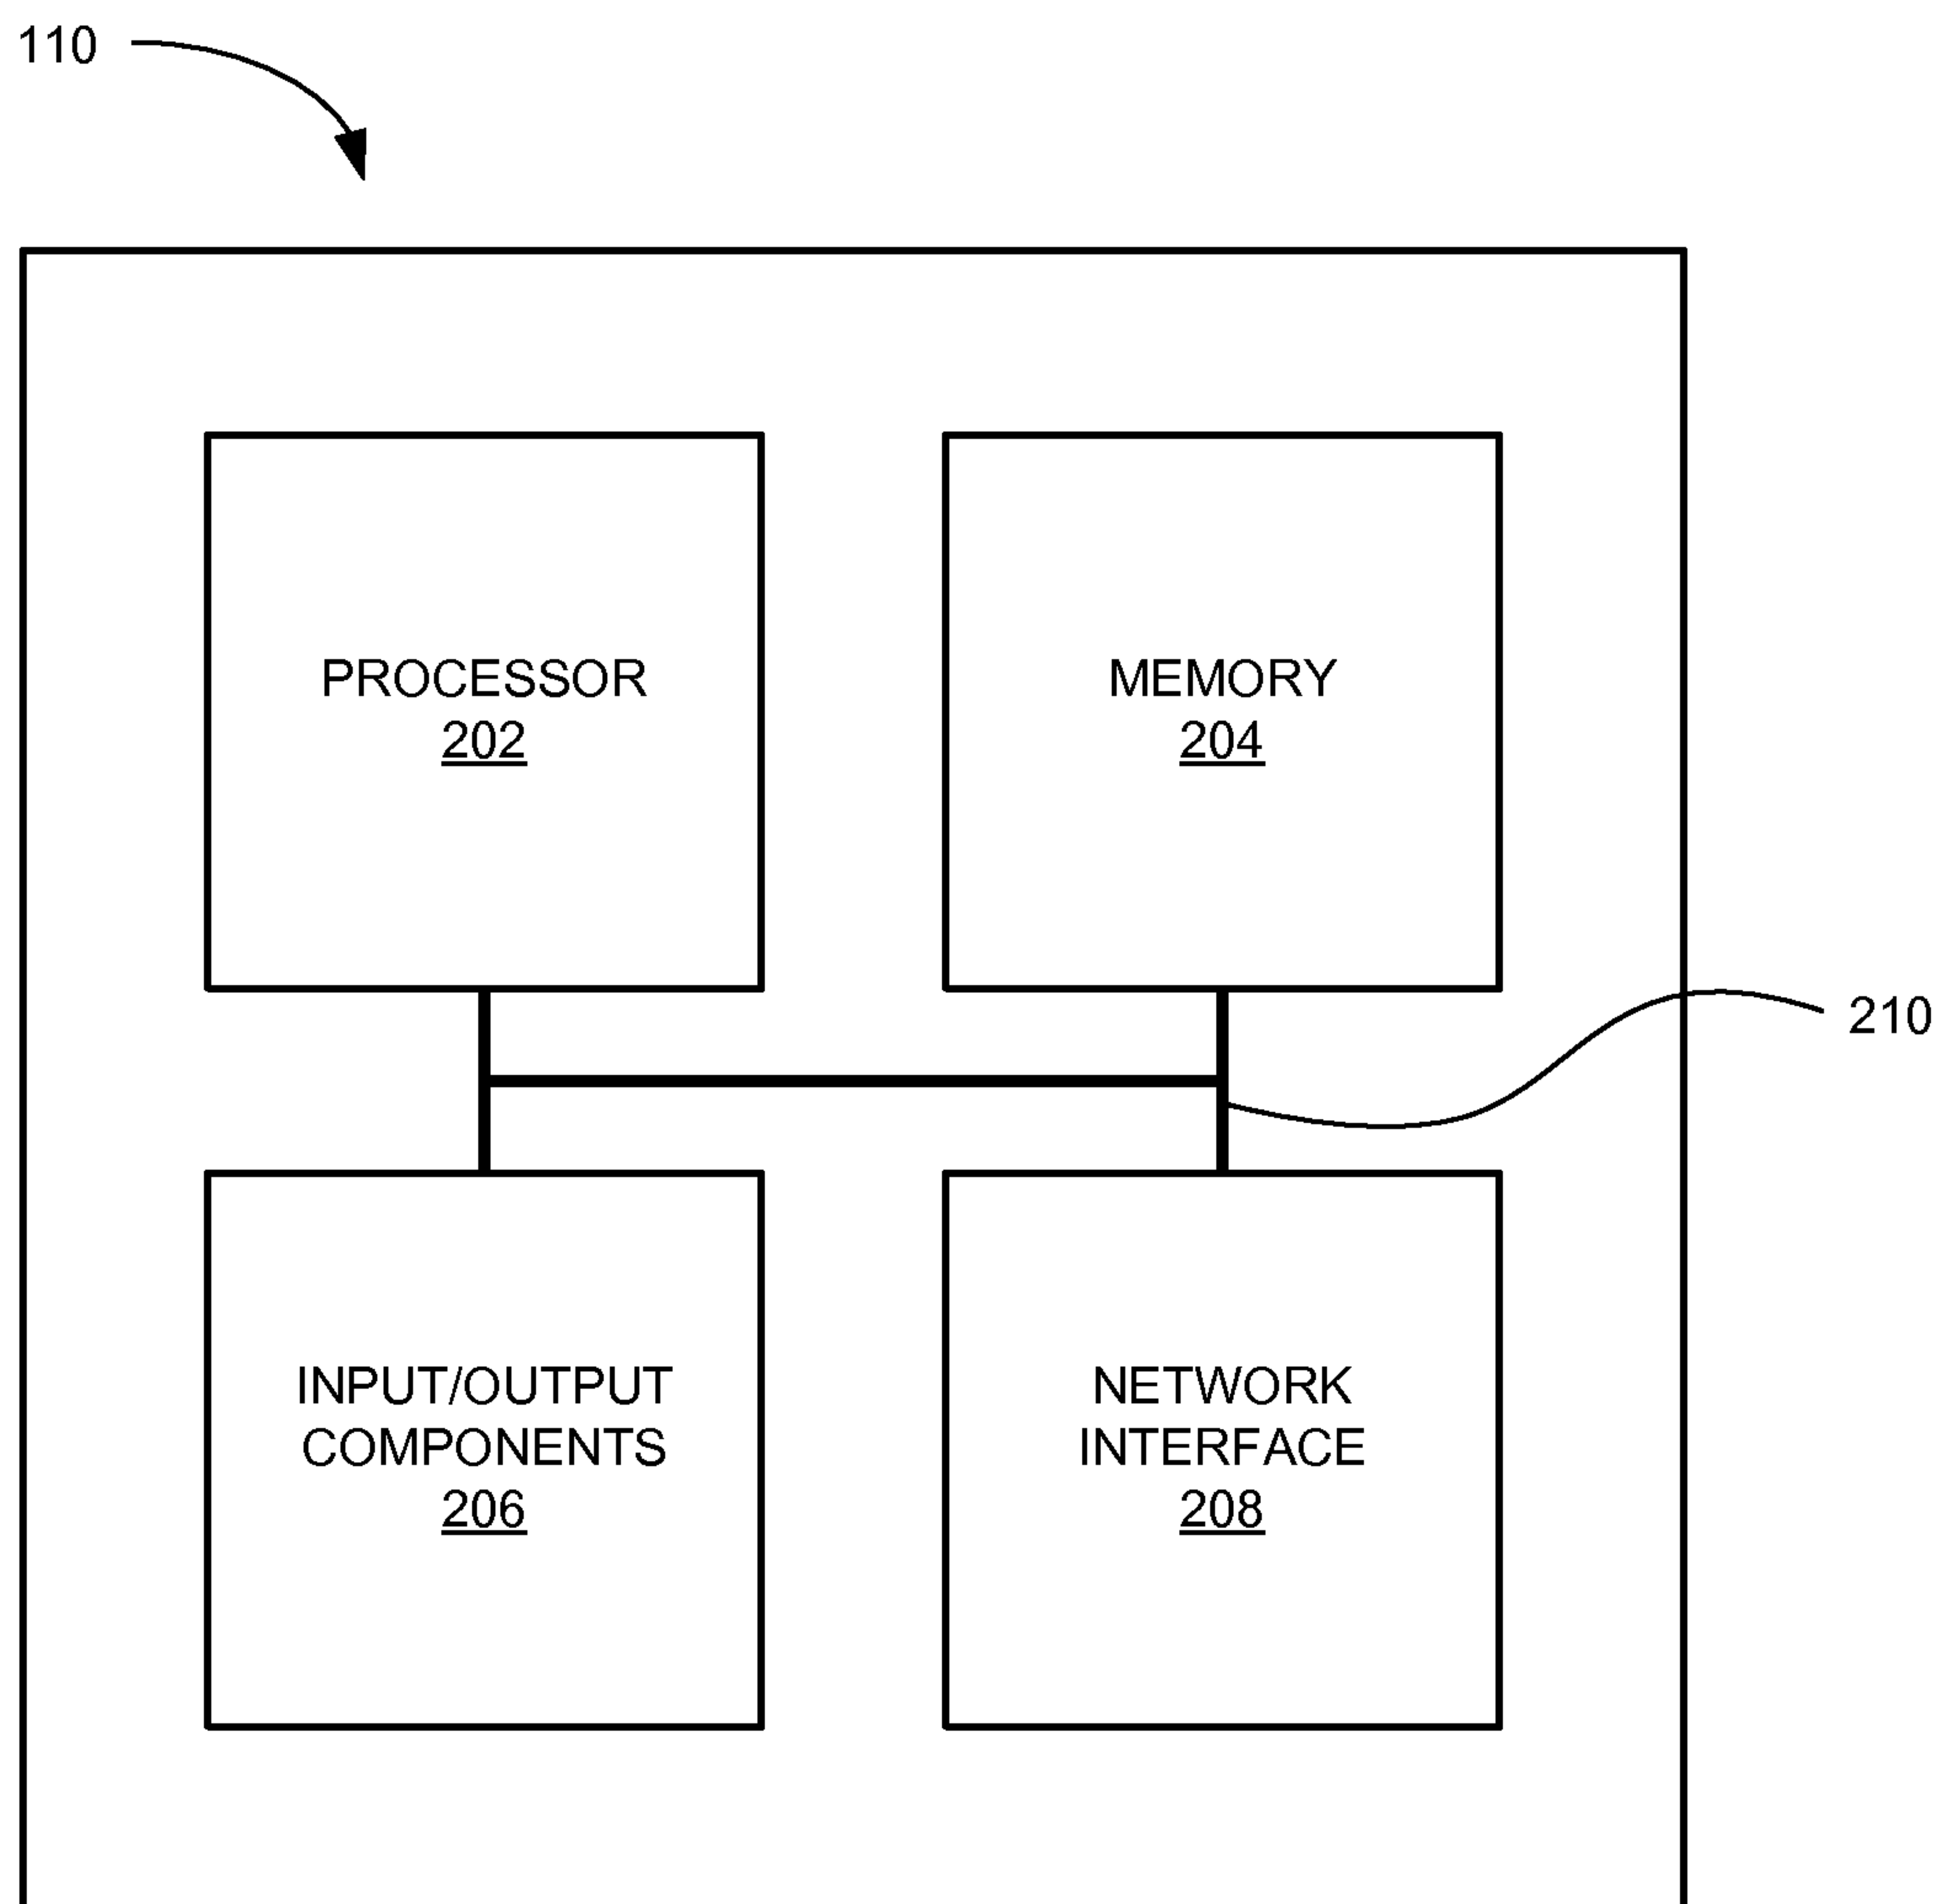 110
PROCESSOR
202
MEMORY
204
210
INPUT/OUTPUT
COMPONENTS
206
NETWORK
INTERFACE
208